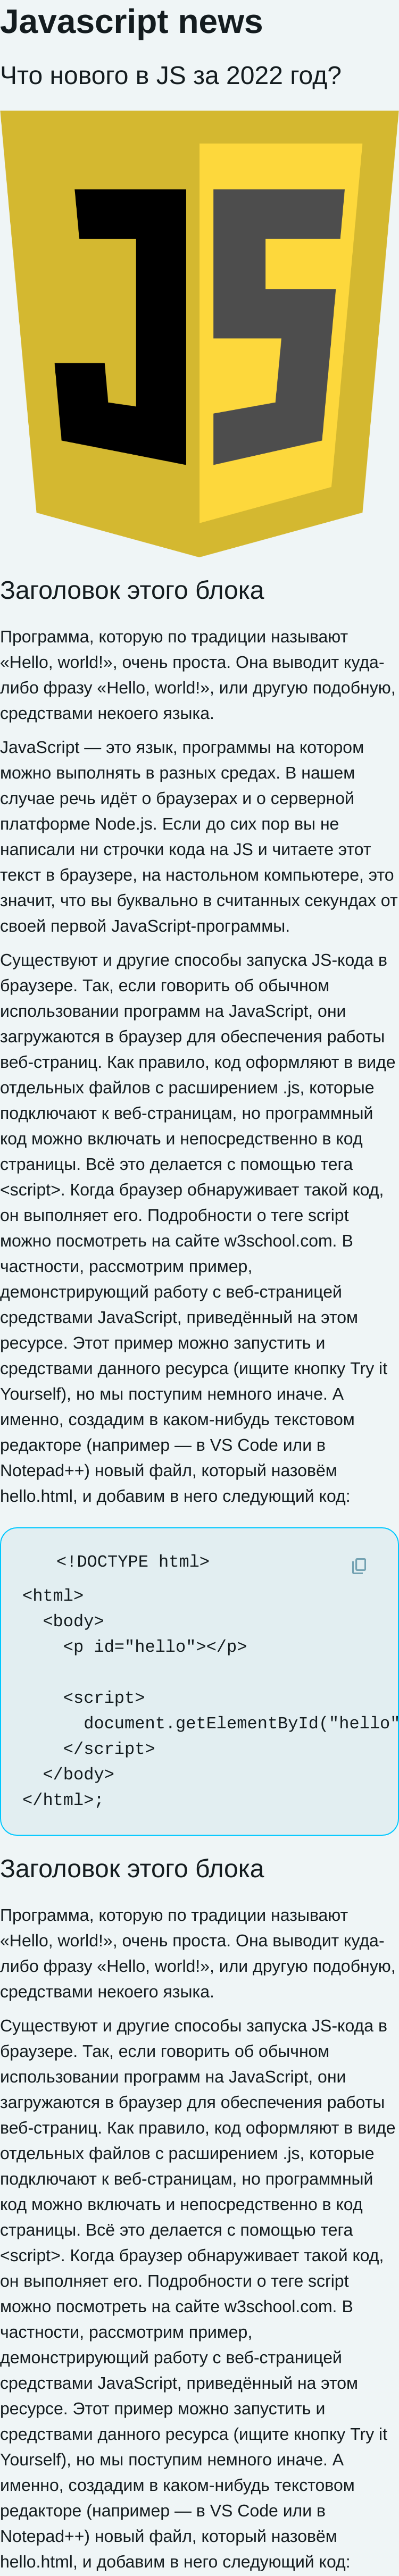 Javascript news
Что нового в JS за 2022 год?
JS
Заголовок этого блока
Программа, которую по традиции называют
«Hello, world!», очень проста. Она выводит куда-
либо фразу «Hello, world!», или другую подобную,
средствами некоего языка.
JavaScript — это язык, программы на котором
можно выполнять в разных средах. В нашем
случае речь идёт о браузерах и о серверной
платформе Node.js. Если до сих пор вы не
написали ни строчки кода на JS и читаете этот
текст в браузере, на настольном компьютере, это
значит, что вы буквально в считанных секундах от
своей первой JavaScript-программы.
Существуют и другие способы запуска JS-кода в
браузере. Так, если говорить об обычном
использовании программ на JavaScript, они
загружаются в браузер для обеспечения работы
веб-страниц. Как правило, код оформляют в виде
отдельных файлов с расширением .js, которые
подключают к веб-страницам, но программный
код можно включать и непосредственно в код
страницы. Всё это делается с помощью тега
<script>. Когда браузер обнаруживает такой код,
он выполняет его. Подробности о теге script
можно посмотреть на сайте w3school.com. В
частности, рассмотрим пример,
демонстрирующий работу с веб-страницей
средствами JavaScript, приведённый на этом
ресурсе. Этот пример можно запустить и
средствами данного ресурса (ищите кнопку Try it
Yourself), но мы поступим немного иначе. А
именно, создадим в каком-нибудь текстовом
редакторе (например — в VS Code или в
Notepad++) новый файл, который назовём
hello.html, и добавим в него следующий код:
<!DOCTYPE html>
<html>
  <body>
    <p id="hello"></p>

    <script>
      document.getElementById("hello"
    </script>
  </body>
</html>;
Заголовок этого блока
Программа, которую по традиции называют
«Hello, world!», очень проста. Она выводит куда-
либо фразу «Hello, world!», или другую подобную,
средствами некоего языка.
Существуют и другие способы запуска JS-кода в
браузере. Так, если говорить об обычном
использовании программ на JavaScript, они
загружаются в браузер для обеспечения работы
веб-страниц. Как правило, код оформляют в виде
отдельных файлов с расширением .js, которые
подключают к веб-страницам, но программный
код можно включать и непосредственно в код
страницы. Всё это делается с помощью тега
<script>. Когда браузер обнаруживает такой код,
он выполняет его. Подробности о теге script
можно посмотреть на сайте w3school.com. В
частности, рассмотрим пример,
демонстрирующий работу с веб-страницей
средствами JavaScript, приведённый на этом
ресурсе. Этот пример можно запустить и
средствами данного ресурса (ищите кнопку Try it
Yourself), но мы поступим немного иначе. А
именно, создадим в каком-нибудь текстовом
редакторе (например — в VS Code или в
Notepad++) новый файл, который назовём
hello.html, и добавим в него следующий код: